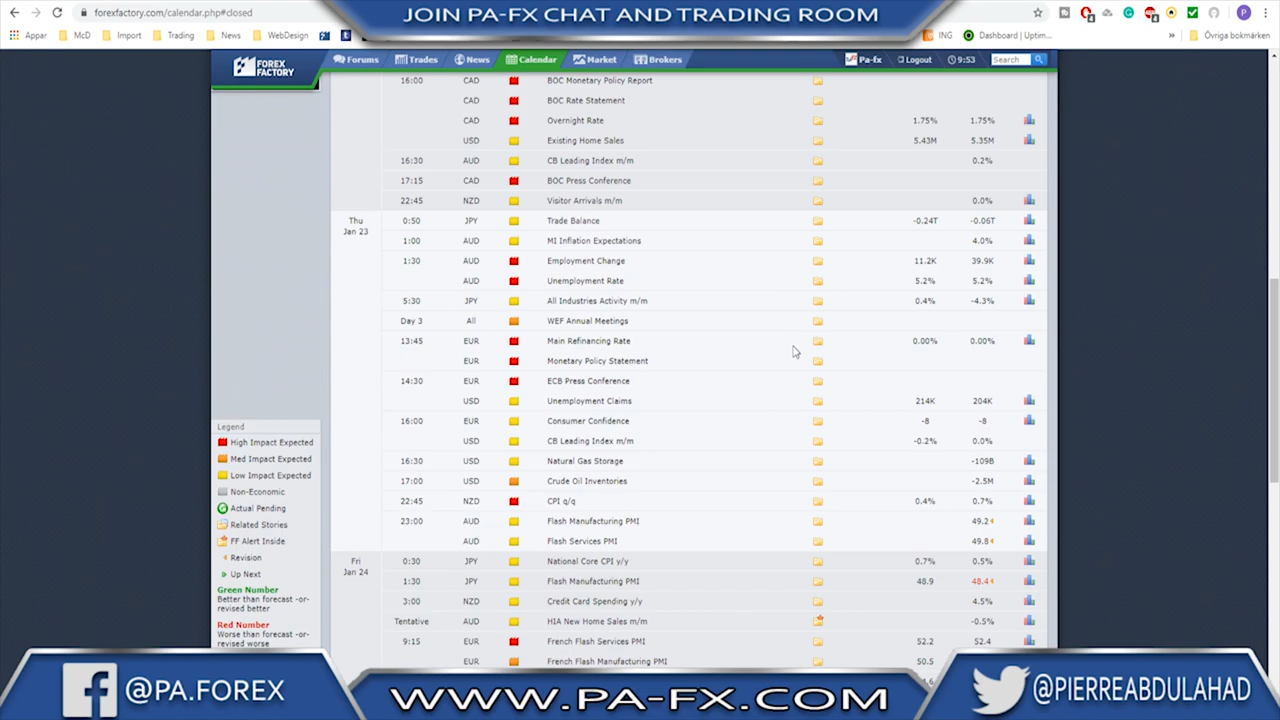 forexfactory.com/calendar.php#closed
JOIN PA-FX CHAT AND TRADING ROOM
P
Appar McD Import Trading News WebDesign ING Dashboard | Uptim... » Övriga bokmärken
FOREX FACTORY Forums Trades News Calendar Market Brokers Pa-fx Logout 9:53 Search
16:00 CAD BOC Monetary Policy Report
CAD BOC Rate Statement
CAD Overnight Rate 1.75% 1.75%
USD Existing Home Sales 5.43M 5.35M
16:30 AUD CB Leading Index m/m 0.2%
17:15 CAD BOC Press Conference
22:45 NZD Visitor Arrivals m/m 0.0%
Thu Jan 23 0:50 JPY Trade Balance -0.24T -0.06T
1:00 AUD MI Inflation Expectations 4.0%
1:30 AUD Employment Change 11.2K 39.9K
AUD Unemployment Rate 5.2% 5.2%
5:30 JPY All Industries Activity m/m 0.4% -4.3%
Day 3 All WEF Annual Meetings
13:45 EUR Main Refinancing Rate 0.00% 0.00%
EUR Monetary Policy Statement
14:30 EUR ECB Press Conference
USD Unemployment Claims 214K 204K
16:00 EUR Consumer Confidence -8 -8
USD CB Leading Index m/m -0.2% 0.0%
16:30 USD Natural Gas Storage -109B
17:00 USD Crude Oil Inventories -2.5M
22:45 NZD CPI q/q 0.4% 0.7%
23:00 AUD Flash Manufacturing PMI 49.2
AUD Flash Services PMI 49.8
Fri Jan 24 0:30 JPY National Core CPI y/y 0.7% 0.5%
1:30 JPY Flash Manufacturing PMI 48.9 48.4
3:00 NZD Credit Card Spending y/y 4.5%
Tentative AUD HIA New Home Sales m/m -0.5%
9:15 EUR French Flash Services PMI 52.2 52.4
EUR French Flash Manufacturing PMI 50.5
Legend
High Impact Expected
Med Impact Expected
Low Impact Expected
Non-Economic
Actual Pending
Related Stories
FF Alert Inside
Revision
Up Next
Green Number
Better than forecast -or-
revised better
Red Number
Worse than forecast -or-
revised worse
@PA.FOREX
WWW.PA-FX.COM
@PIERREABDULAHAD